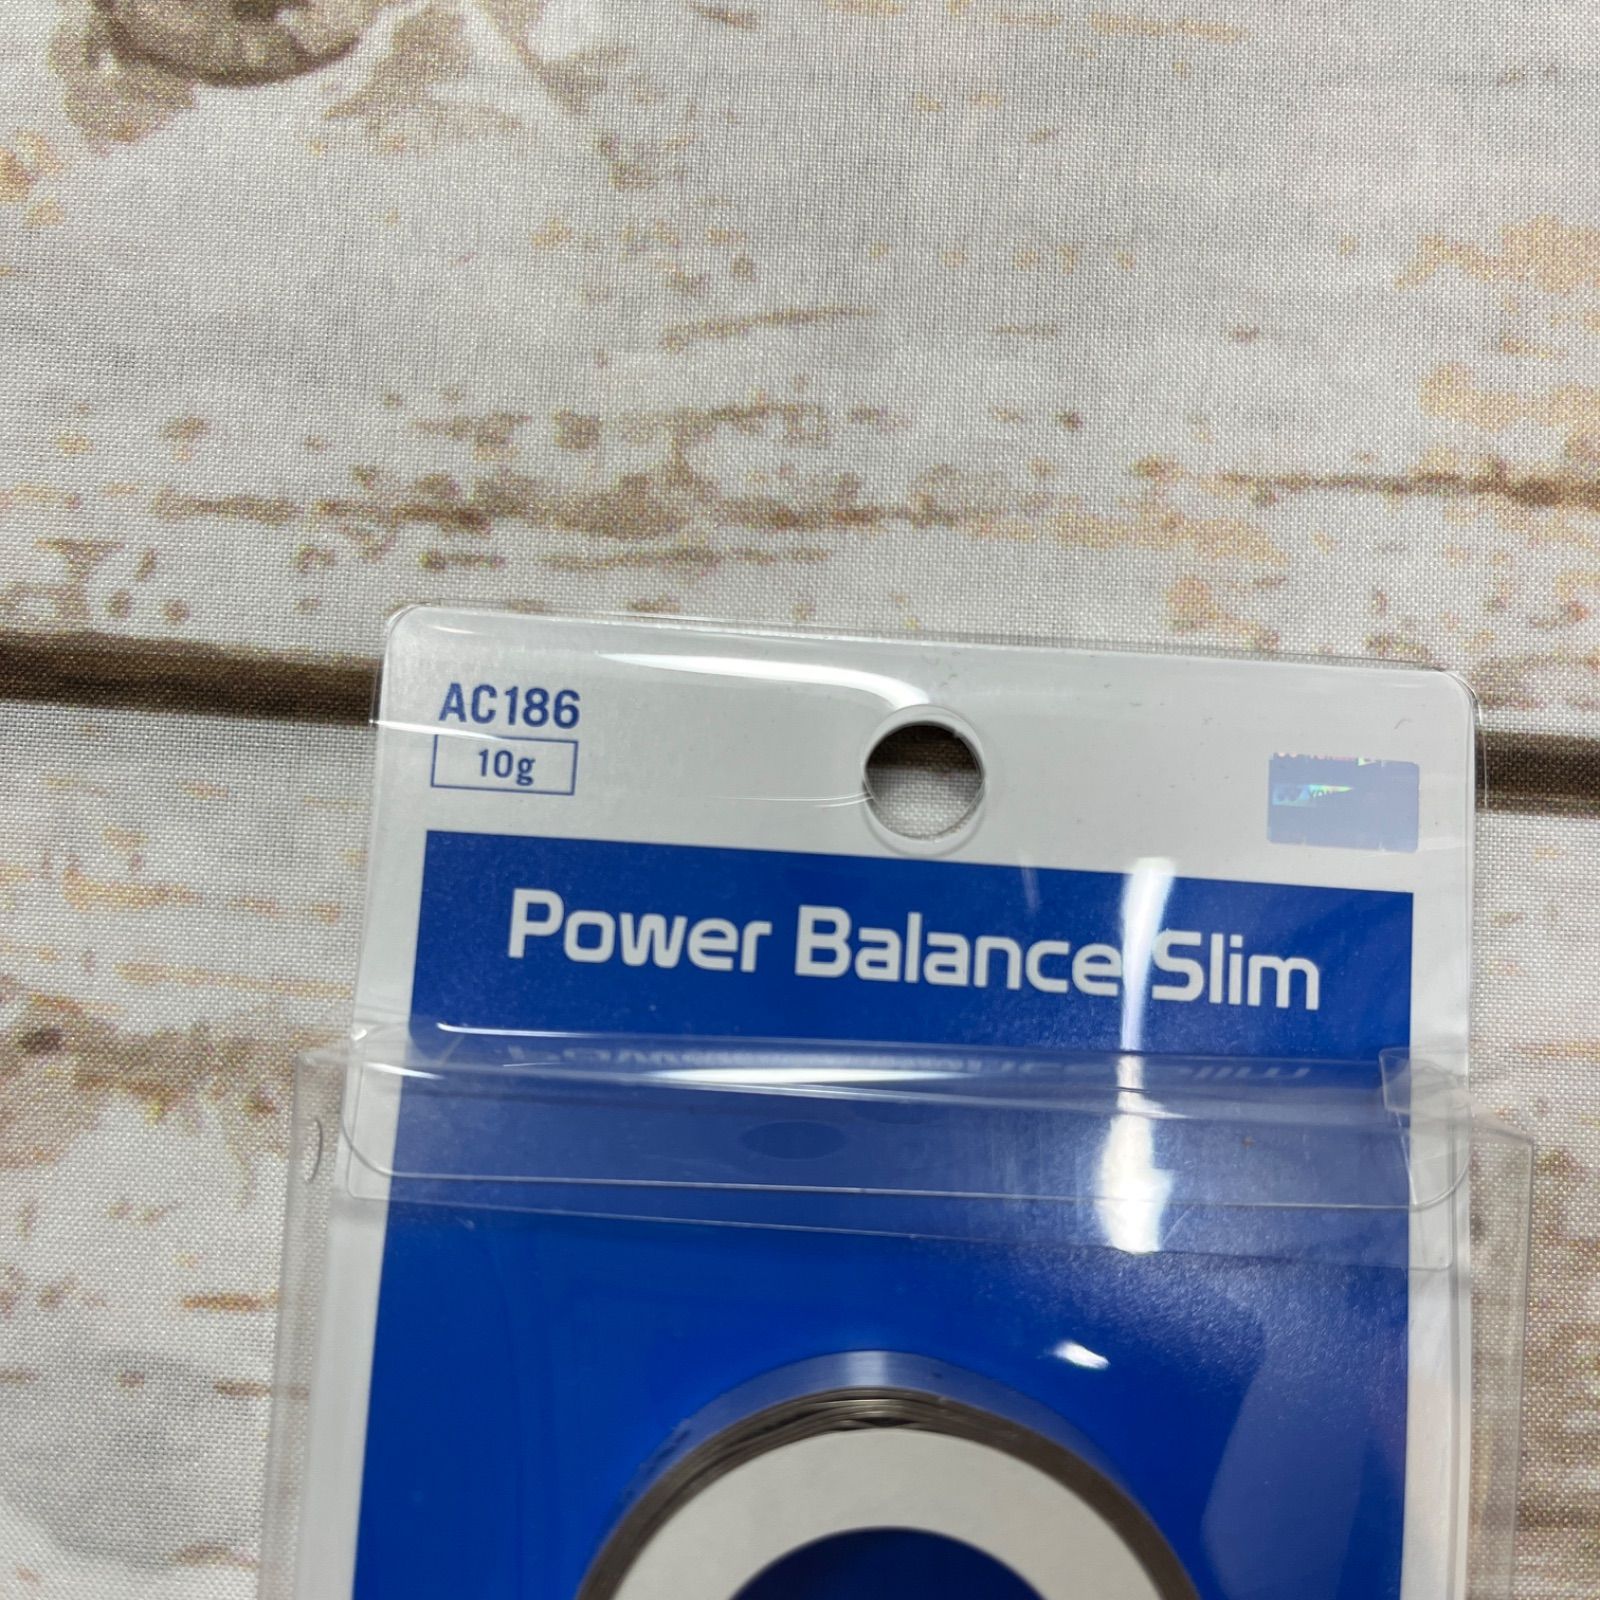 AC186
10g
Power Balance Slim